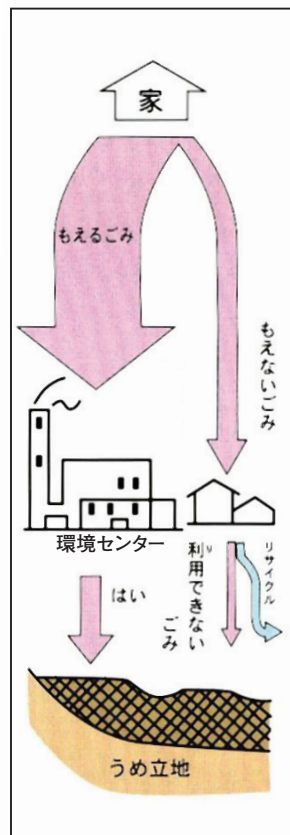 家
もえるごみ
もえないごみ
環境センター
はい
利り用できない
ごみ
リサイクル
うめ立地